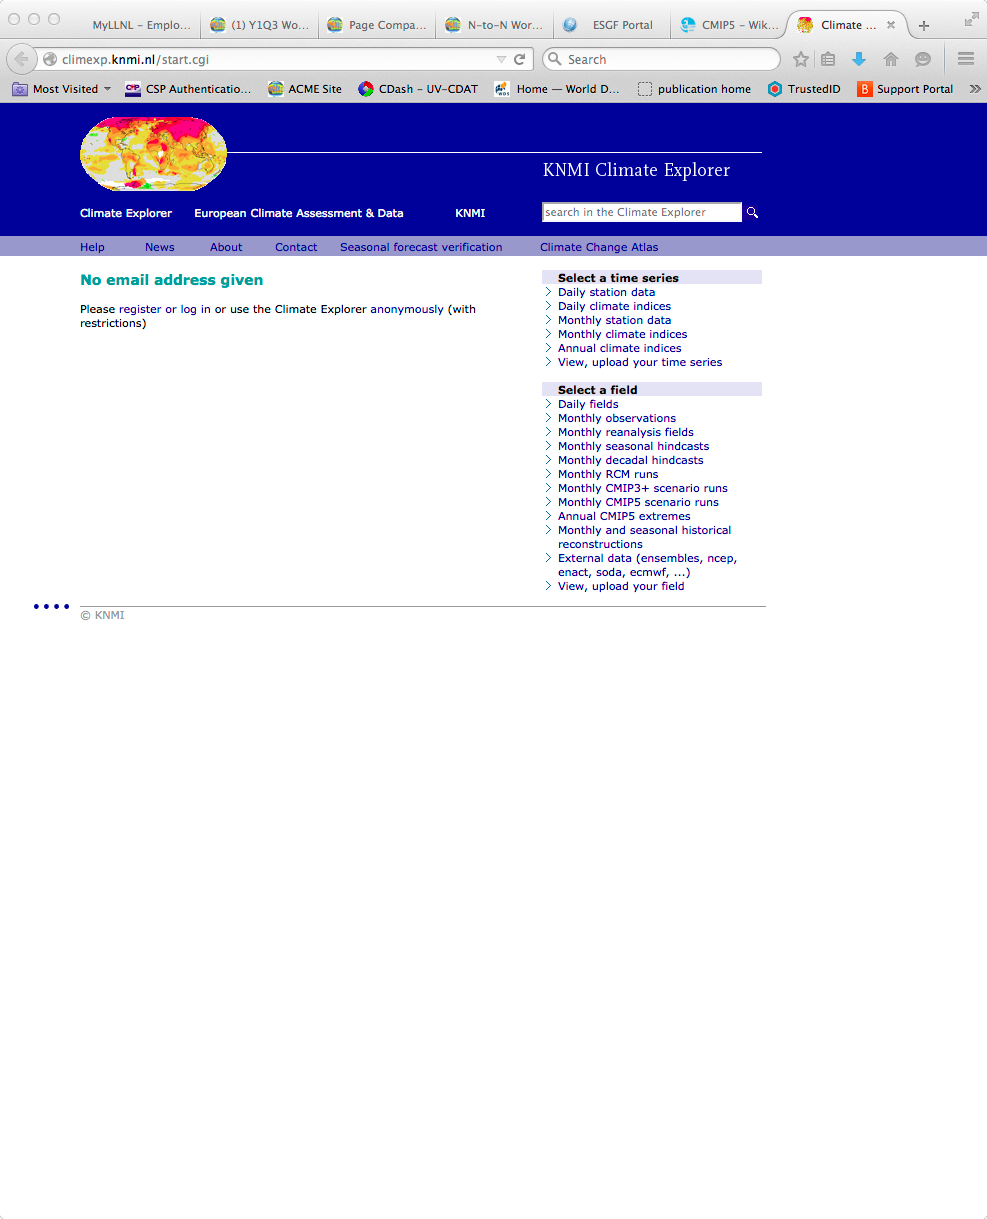 MyLLNL – Emplo...
(1) Y1Q3 Wo...
Page Compa...
N-to-N Wor...
ESGF Portal
CMIP5 – Wik...
Climate ...
climexp.knmi.nl/start.cgi
Search
Most Visited
CSP Authenticatio...
ACME Site
CDash – UV-CDAT
Home — World D...
publication home
TrustedID
Support Portal
KNMI Climate Explorer
Climate Explorer
European Climate Assessment & Data
KNMI
search in the Climate Explorer
Help
News
About
Contact
Seasonal forecast verification
Climate Change Atlas
No email address given
Please register or log in or use the Climate Explorer anonymously (with
restrictions)
Select a time series
Daily station data
Daily climate indices
Monthly station data
Monthly climate indices
Annual climate indices
View, upload your time series
Select a field
Daily fields
Monthly observations
Monthly reanalysis fields
Monthly seasonal hindcasts
Monthly decadal hindcasts
Monthly RCM runs
Monthly CMIP3+ scenario runs
Monthly CMIP5 scenario runs
Annual CMIP5 extremes
Monthly and seasonal historical
reconstructions
External data (ensembles, ncep,
enact, soda, ecmwf, ...)
View, upload your field
© KNMI